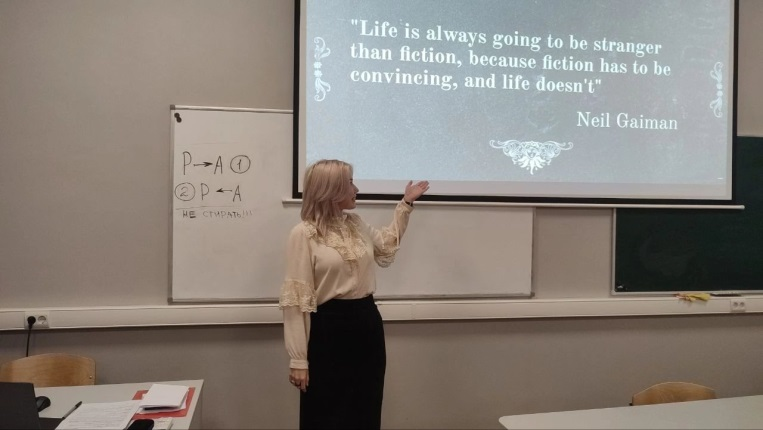 "Life is always going to be stranger
than fiction, because fiction has to be
convincing, and life doesn't"
Neil Gaiman
P→A ①
② P←A
НЕ СТИРАТЬ!!!